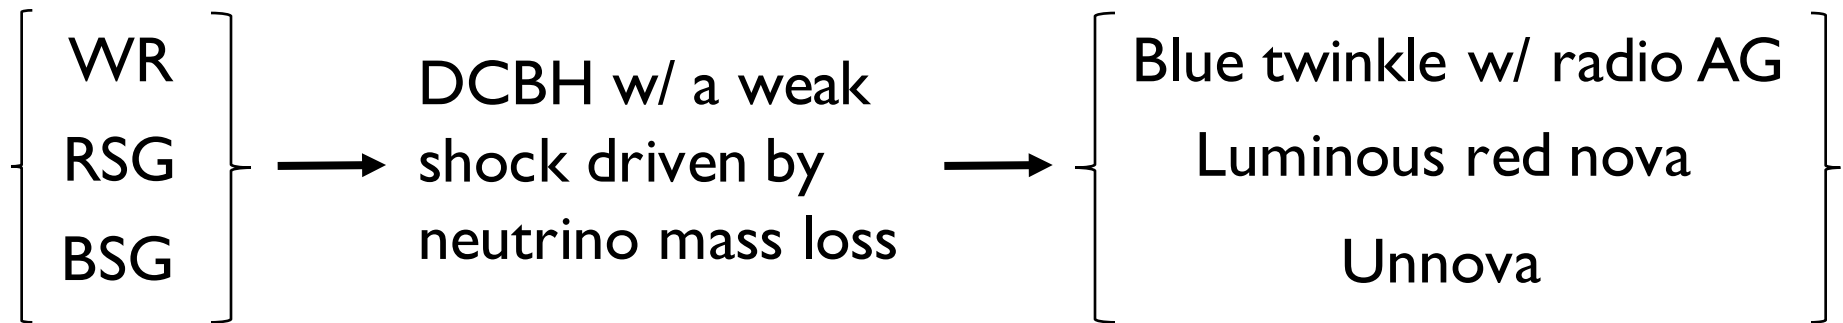 WR
RSG
BSG
DCBH w/ a weak
shock driven by
neutrino mass loss
Blue twinkle w/ radio AG
Luminous red nova
Unnova